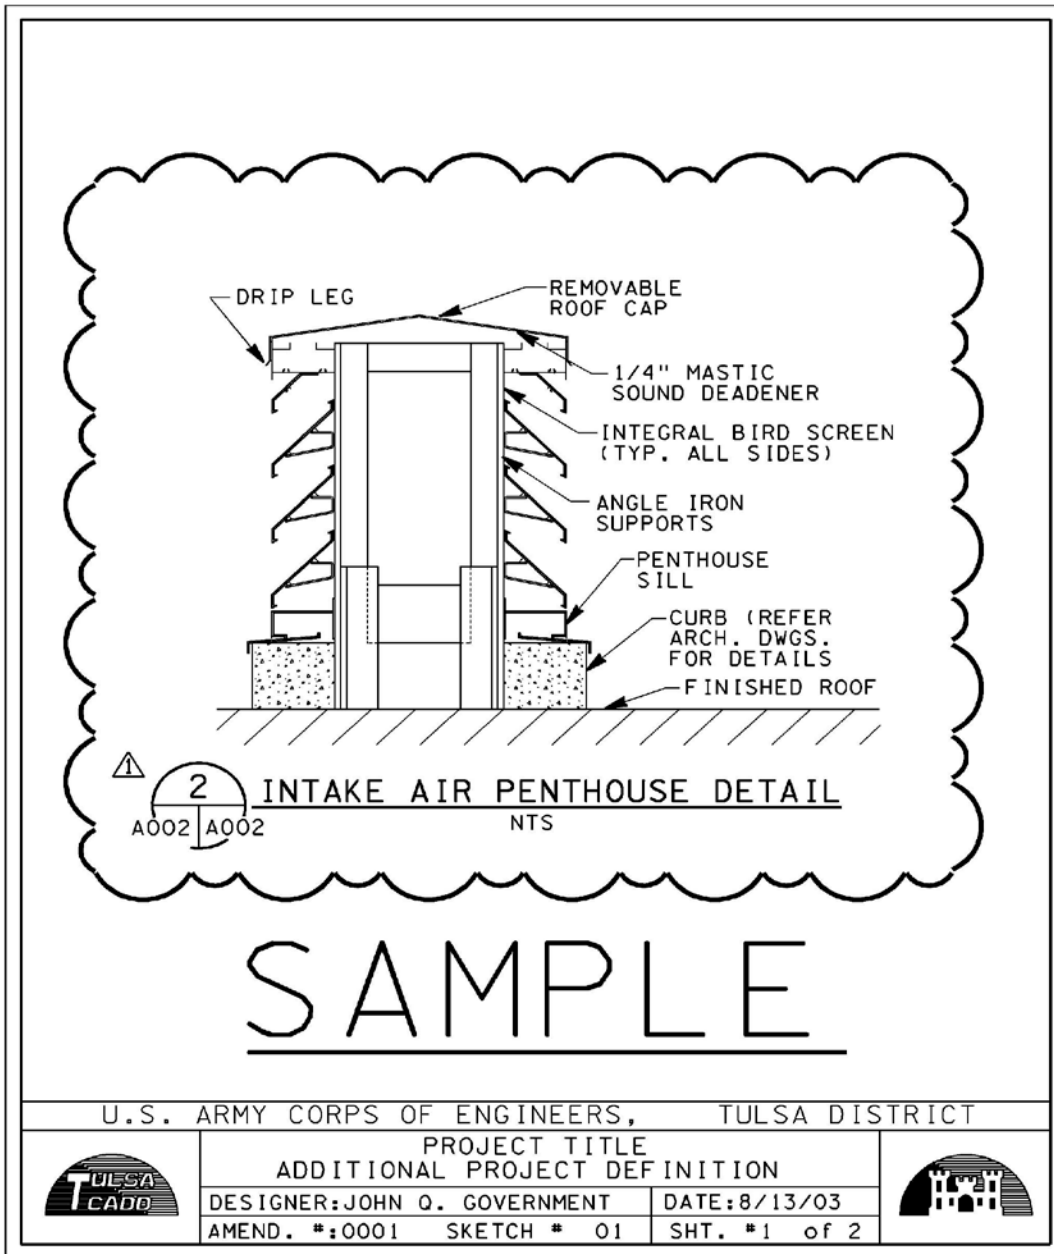 DRIP LEG
REMOVABLE
ROOF CAP
1/4" MASTIC
SOUND DEADENER
INTEGRAL BIRD SCREEN
(TYP. ALL SIDES)
ANGLE IRON
SUPPORTS
PENTHOUSE
SILL
CURB (REFER
ARCH. DWGS.
FOR DETAILS
FINISHED ROOF
1
2
A002 A002
INTAKE AIR PENTHOUSE DETAIL
NTS
SAMPLE
U.S. ARMY CORPS OF ENGINEERS, TULSA DISTRICT
TULSA
CADD
PROJECT TITLE
ADDITIONAL PROJECT DEFINITION
DESIGNER:JOHN Q. GOVERNMENT DATE:8/13/03
AMEND. #:0001 SKETCH # 01 SHT. #1 of 2